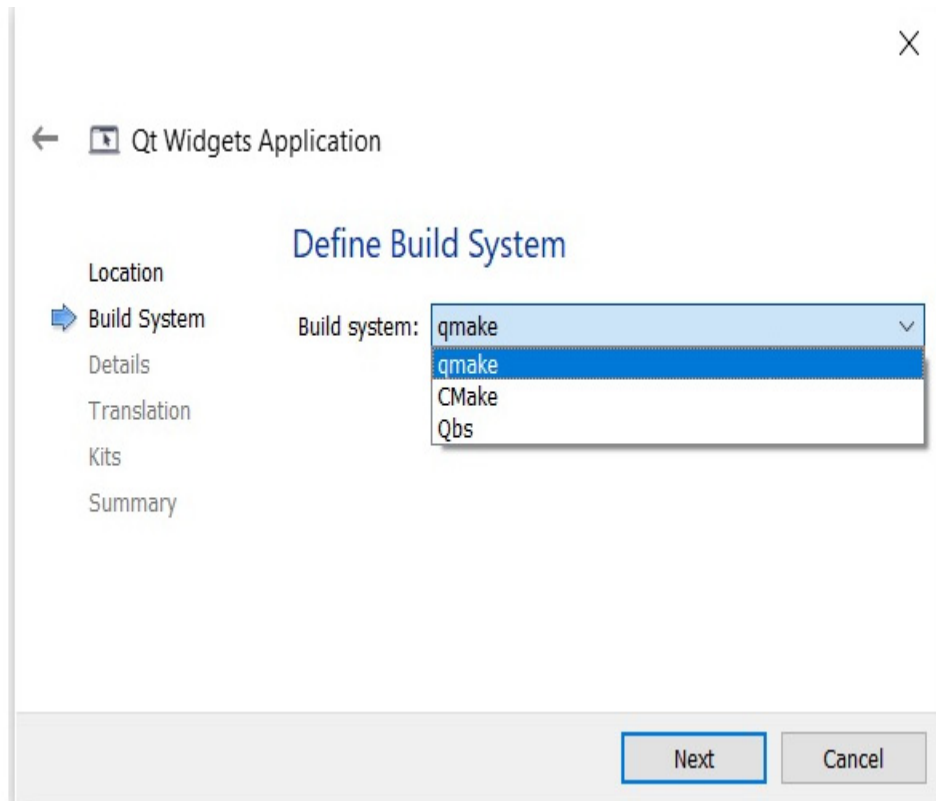 Qt Widgets Application
Define Build System
Location
Build System
Details
Translation
Kits
Summary
Build system: qmake
qmake
CMake
Qbs
Next Cancel